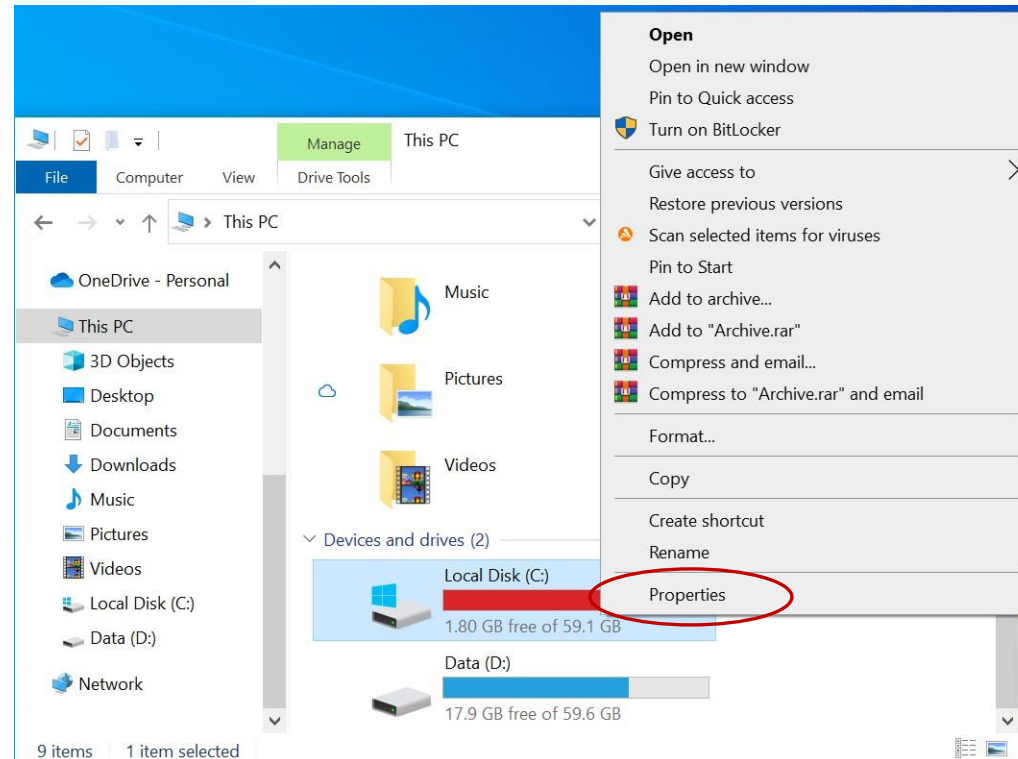 Open
Open in new window
Pin to Quick access
Turn on BitLocker
Give access to
Restore previous versions
Scan selected items for viruses
Pin to Start
Add to archive...
Add to "Archive.rar"
Compress and email...
Compress to "Archive.rar" and email
Format...
Copy
Create shortcut
Rename
Properties
Manage This PC
File Computer View Drive Tools
This PC
OneDrive - Personal
This PC
3D Objects
Desktop
Documents
Downloads
Music
Pictures
Videos
Local Disk (C:)
Data (D:)
Network
Music
Pictures
Videos
Devices and drives (2)
Local Disk (C:)
1.80 GB free of 59.1 GB
Data (D:)
17.9 GB free of 59.6 GB
9 items 1 item selected